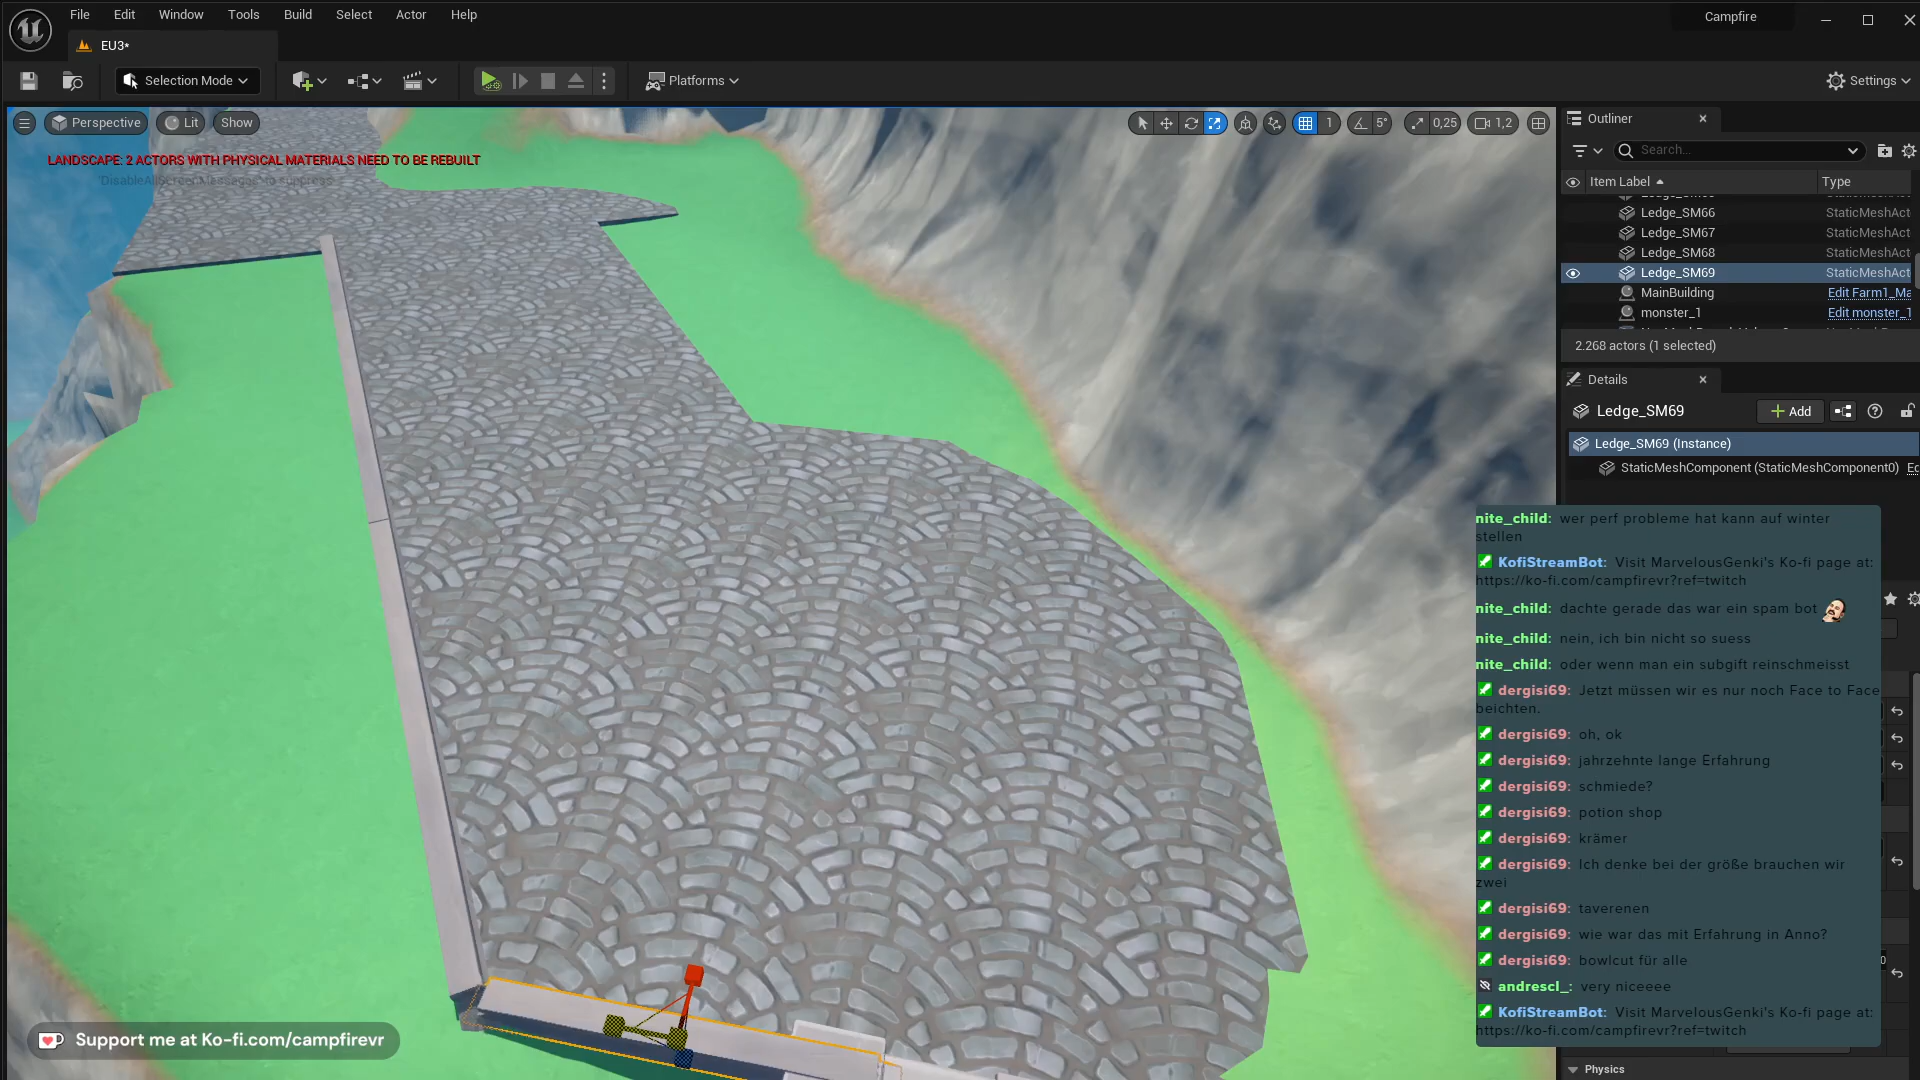 File Edit Window Tools Build Select Actor Help
Campfire
EU3*
Selection Mode
Platforms
Settings
Perspective Lit Show
1 5° 0,25 1,2
LANDSCAPE: 2 ACTORS WITH PHYSICAL MATERIALS NEED TO BE REBUILT
'DisableAllScreenMessages' to suppress
Outliner
Search...
Item Label Type
Ledge_SM66 StaticMeshAct
Ledge_SM67 StaticMeshAct
Ledge_SM68 StaticMeshAct
Ledge_SM69 StaticMeshAct
MainBuilding Edit Farm1_Ma
monster_1 Edit monster_1
2.268 actors (1 selected)
Details
Ledge_SM69
Add
Ledge_SM69 (Instance)
StaticMeshComponent (StaticMeshComponent0)
nite_child: wer perf probleme hat kann auf winter
stellen
KofiStreamBot: Visit MarvelousGenki's Ko-fi page at:
https://ko-fi.com/campfirevr?ref=twitch
nite_child: dachte gerade das war ein spam bot
nite_child: nein, ich bin nicht so suess
nite_child: oder wenn man ein subgift reinschmeisst
dergisi69: Jetzt müssen wir es nur noch Face to Face
beichten.
dergisi69: oh, ok
dergisi69: jahrzehnte lange Erfahrung
dergisi69: schmiede?
dergisi69: potion shop
dergisi69: krämer
dergisi69: Ich denke bei der größe brauchen wir
zwei
dergisi69: taverenen
dergisi69: wie war das mit Erfahrung in Anno?
dergisi69: bowlcut für alle
andrescl_: very niceeee
KofiStreamBot: Visit MarvelousGenki's Ko-fi page at:
https://ko-fi.com/campfirevr?ref=twitch
Physics
Support me at Ko-fi.com/campfirevr